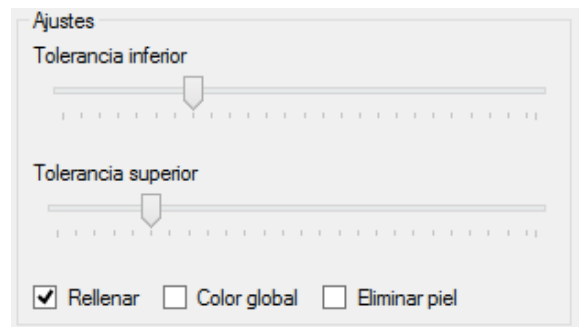 Ajustes
Tolerancia inferior
Tolerancia superior
Rellenar Color global Eliminar piel